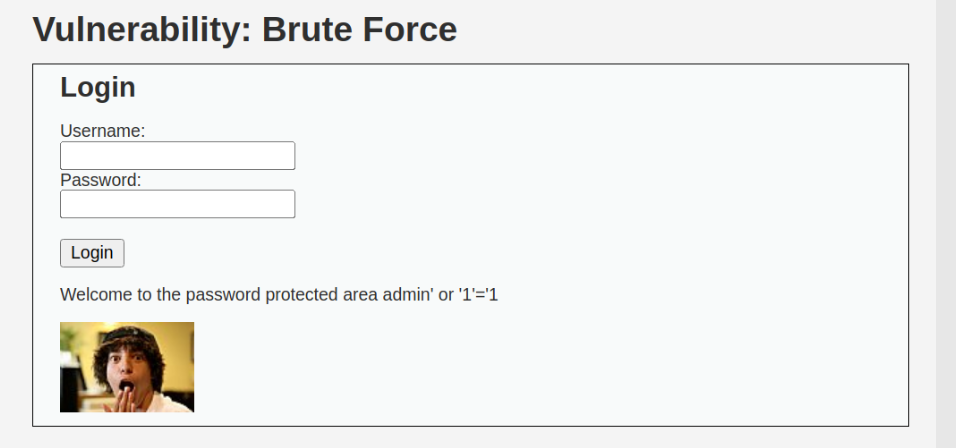 Vulnerability: Brute Force
Login
Username:
Password:
Login
Welcome to the password protected area admin' or '1'='1